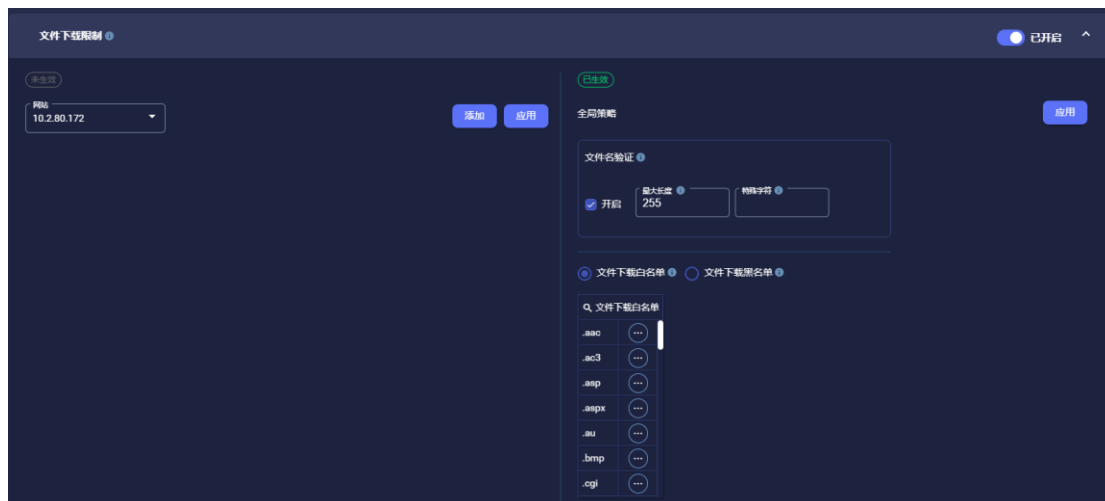 文件下载限制
已开启
未生效
网站
10.2.80.172
添加
应用
已生效
全局策略
应用
文件名验证
开启
最大长度
255
特殊字符
文件下载白名单
文件下载黑名单
文件下载白名单
.aac
.ac3
.asp
.aspx
.au
.bmp
.cgi